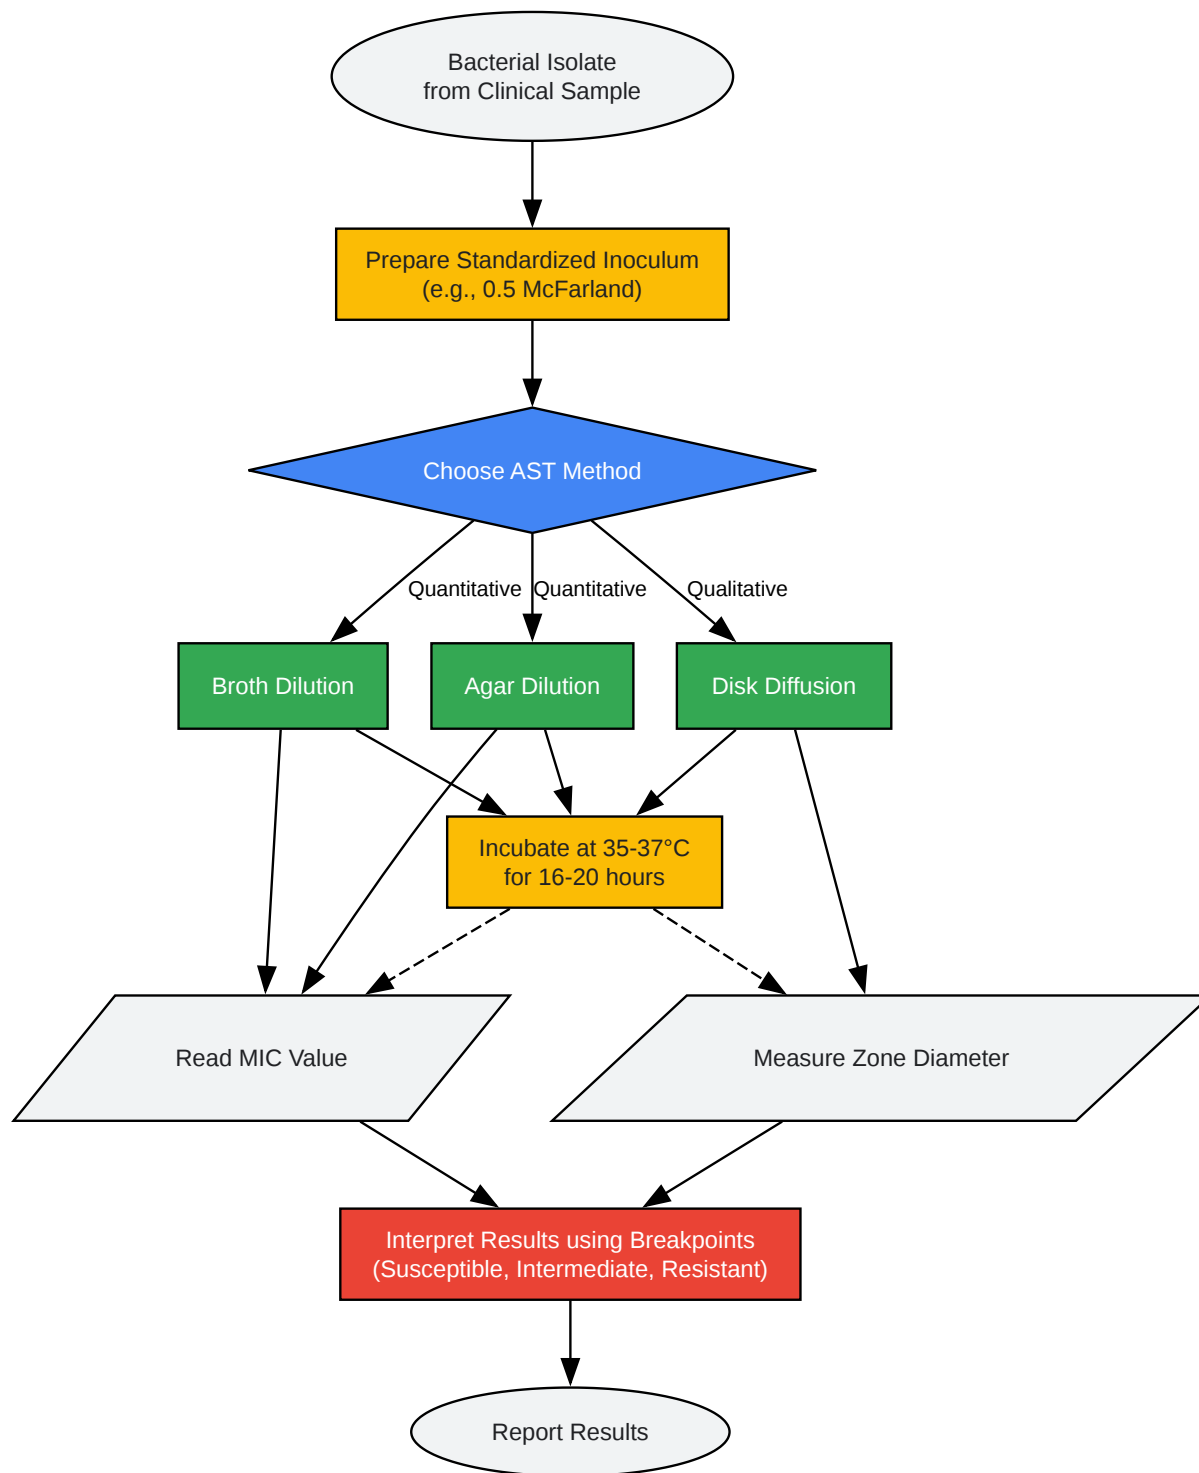 Bacterial Isolate
from Clinical Sample
Prepare Standardized Inoculum
(e.g., 0.5 McFarland)
Choose AST Method
Quantitative
Quantitative
Qualitative
Broth Dilution
Agar Dilution
Disk Diffusion
Incubate at 35-37°C
for 16-20 hours
Read MIC Value
Measure Zone Diameter
Interpret Results using Breakpoints
(Susceptible, Intermediate, Resistant)
Report Results